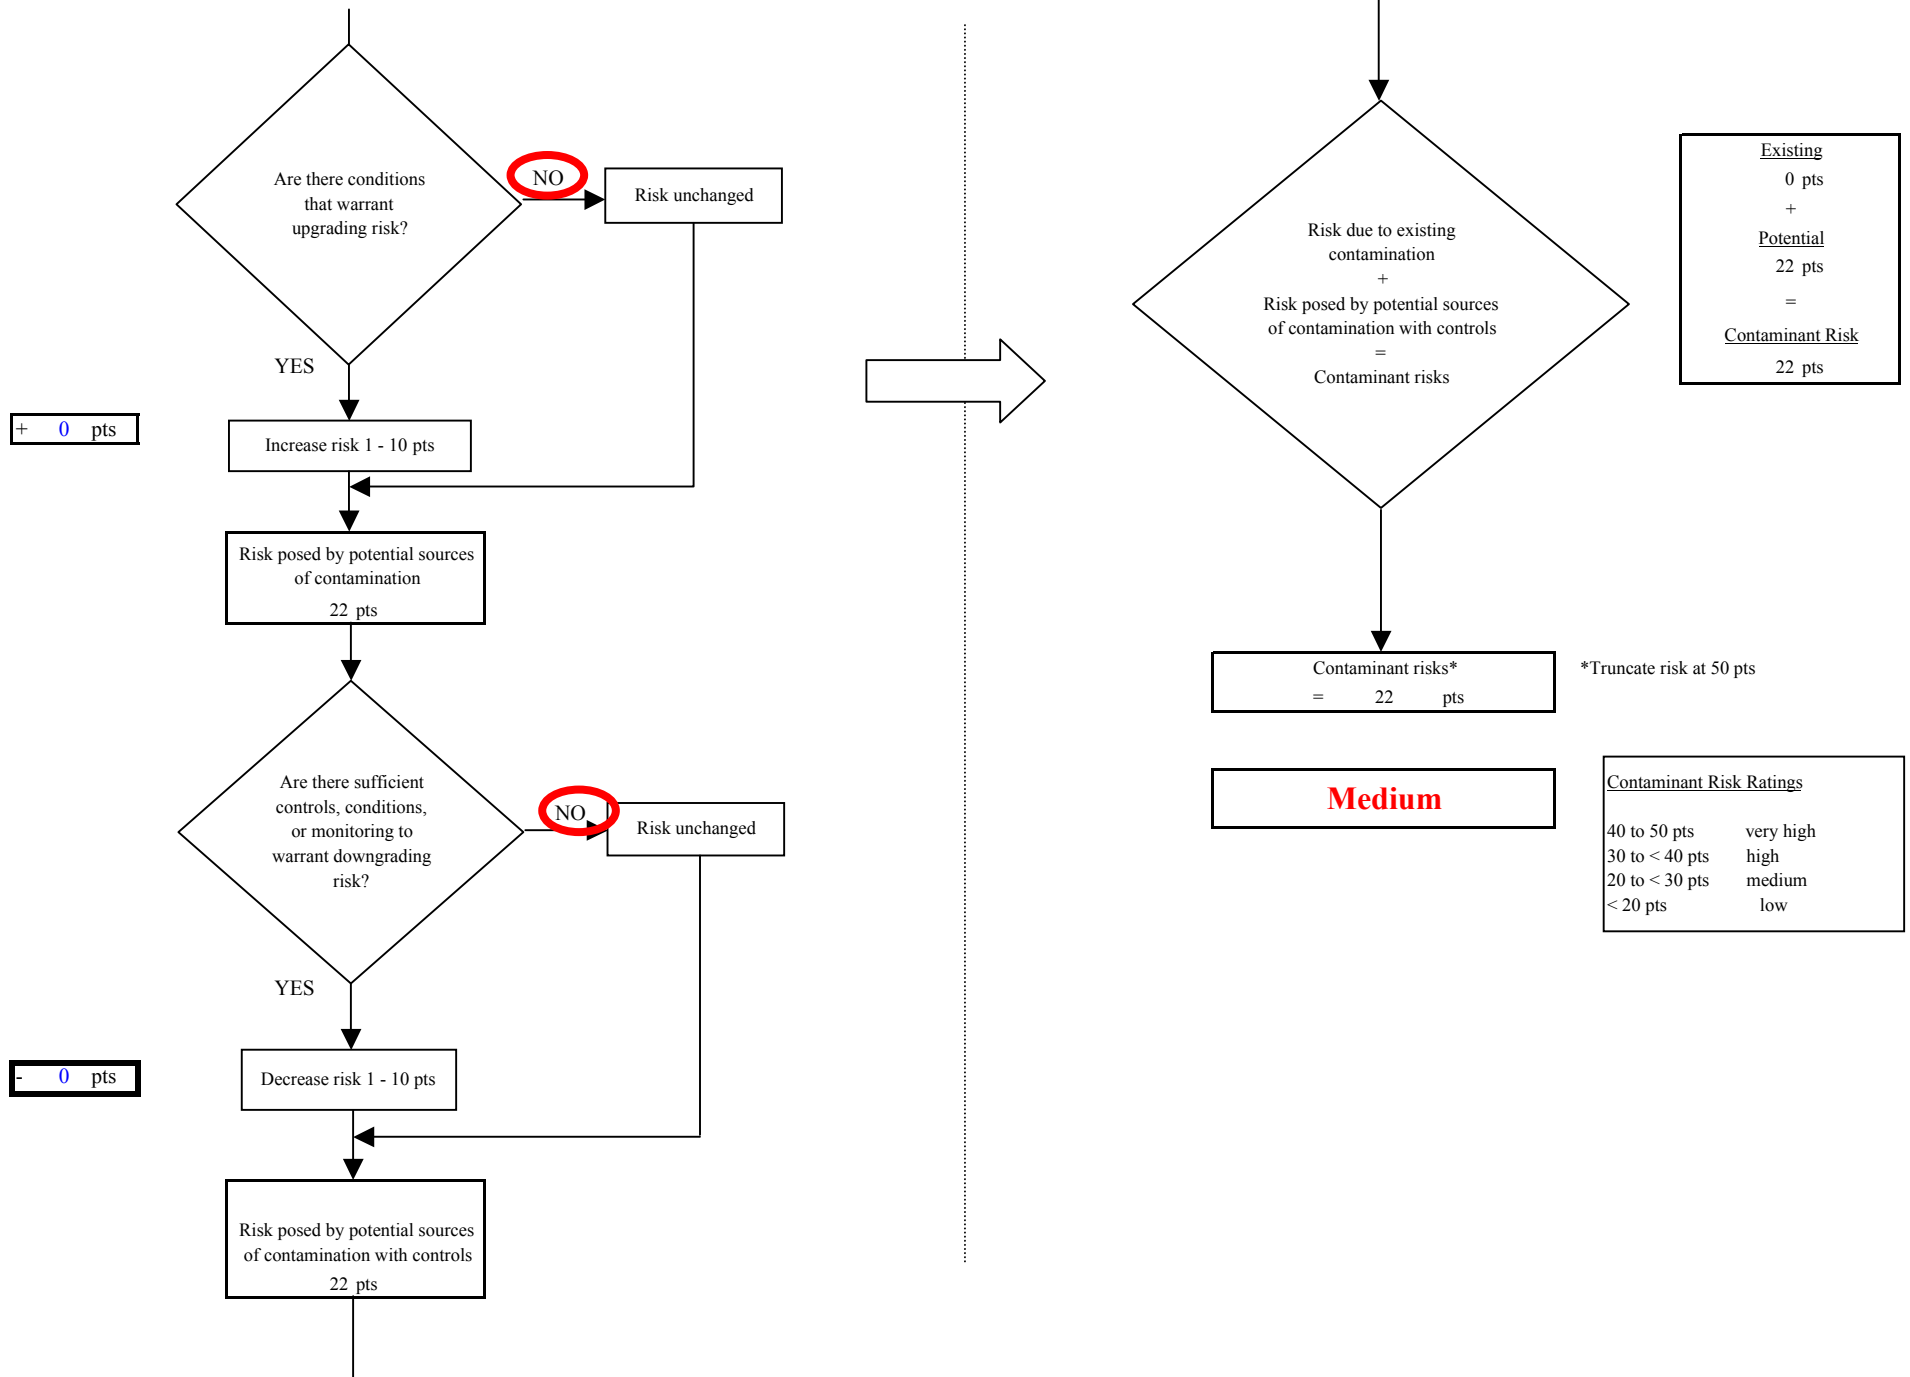 Are there conditions
that warrant
upgrading risk?
NO
Risk unchanged
YES
+ 0 pts
Increase risk 1 - 10 pts
Risk posed by potential sources
of contamination
22 pts
Are there sufficient
controls, conditions,
or monitoring to
warrant downgrading
risk?
NO
Risk unchanged
YES
- 0 pts
Decrease risk 1 - 10 pts
Risk posed by potential sources
of contamination with controls
22 pts
Risk due to existing
contamination
+
Risk posed by potential sources
of contamination with controls
=
Contaminant risks
Existing
0 pts
+
Potential
22 pts
=
Contaminant Risk
22 pts
Contaminant risks*
= 22 pts
*Truncate risk at 50 pts
Medium
Contaminant Risk Ratings
40 to 50 pts very high
30 to < 40 pts high
20 to < 30 pts medium
< 20 pts low